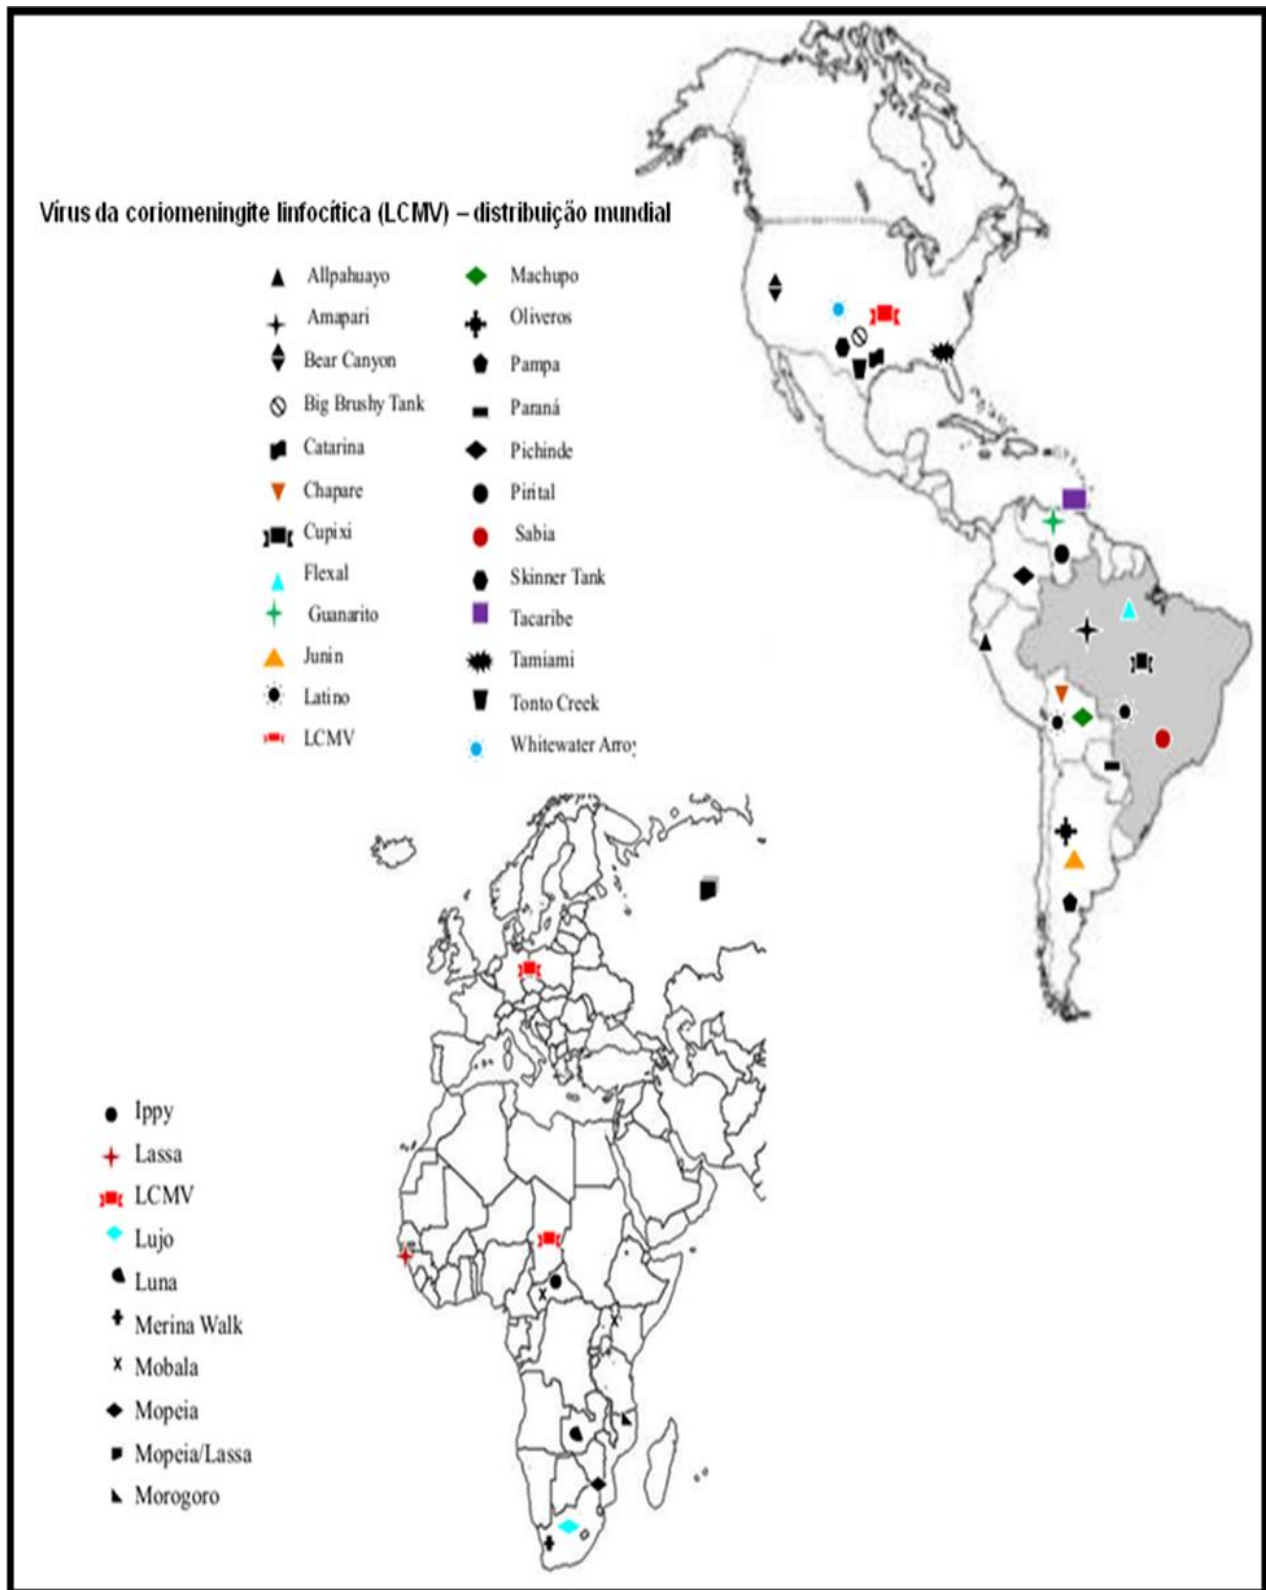 Vírus da coriomeningite linfocítica (LCMV) – distribuição mundial
Allpahuayo
Amapari
Bear Canyon
Big Brushy Tank
Catarina
Chapare
Cupixi
Flexal
Guanarito
Junin
Latino
LCMV
Machupo
Oliveros
Pampa
Paraná
Pichinde
Pirital
Sabia
Skinner Tank
Tacaribe
Tamiami
Tonto Creek
Whitewater Arroy
Ippy
Lassa
LCMV
Lujo
Luna
Merina Walk
Mobala
Mopeia
Mopeia/Lassa
Morogoro